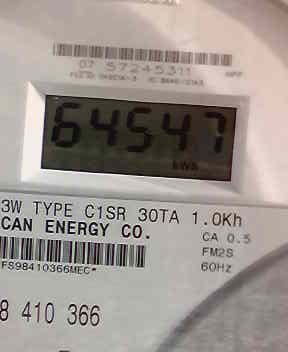 07 57245311
64547
kWh
3W TYPE C1SR 30TA 1.0Kh
CAN ENERGY CO.
CA 0.5
FM2S
60Hz
FS98410366MEC*
8 410 366